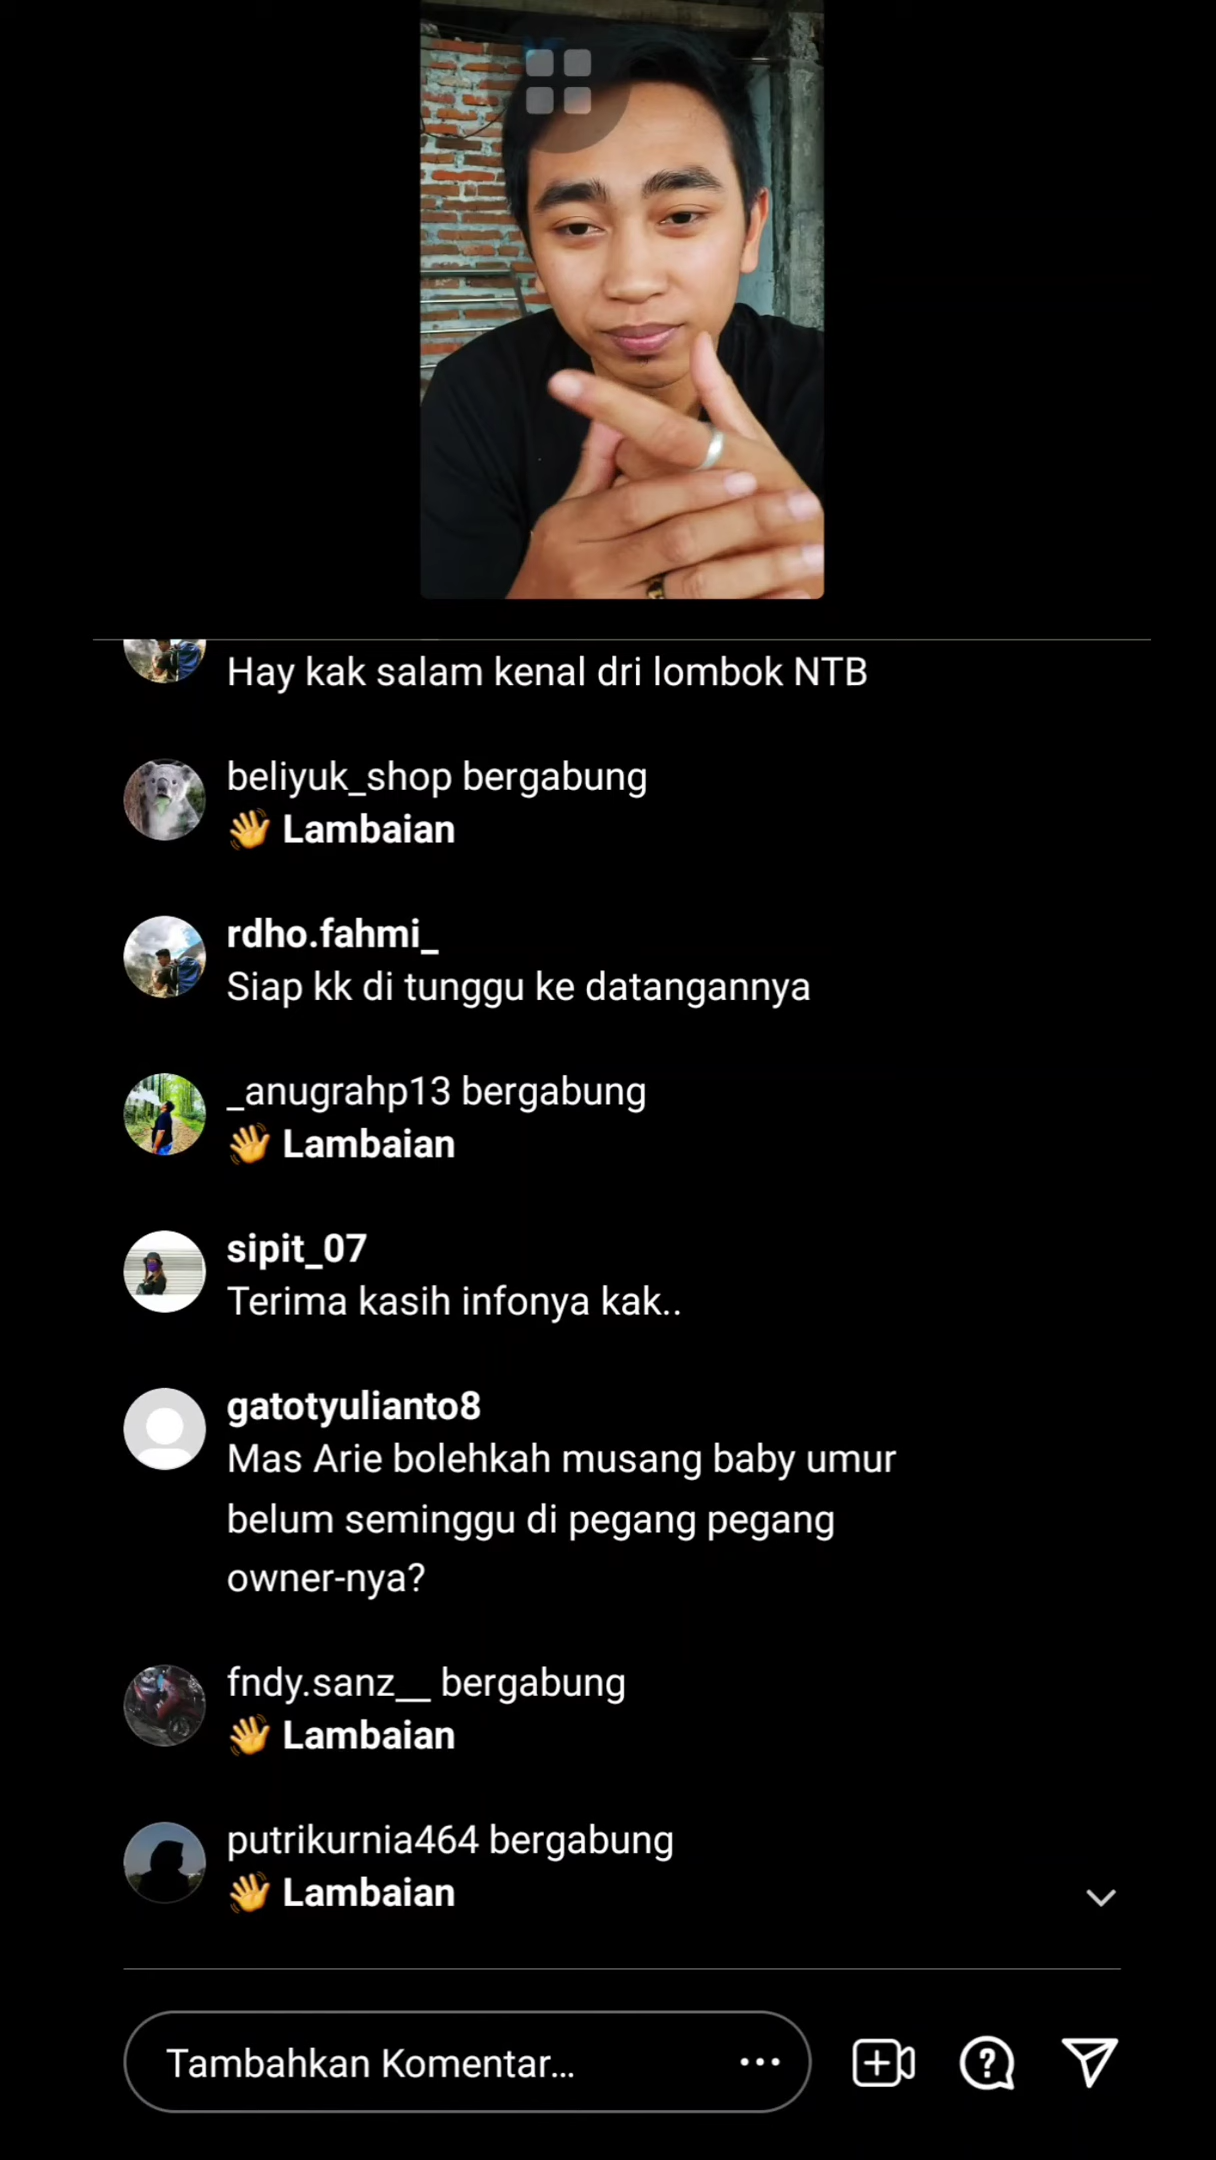 Hay kak salam kenal dri lombok NTB
beliyuk_shop bergabung
👋 Lambaian
rdho.fahmi_
Siap kk di tunggu ke datangannya
_anugrahp13 bergabung
👋 Lambaian
sipit_07
Terima kasih infonya kak..
gatotyulianto8
Mas Arie bolehkah musang baby umur
belum seminggu di pegang pegang
owner-nya?
fndy.sanz__ bergabung
👋 Lambaian
putrikurnia464 bergabung
👋 Lambaian
Tambahkan Komentar...